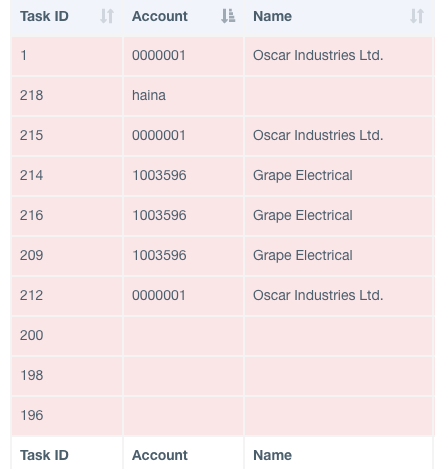 Task ID Account Name
1 0000001 Oscar Industries Ltd.
218 haina
215 0000001 Oscar Industries Ltd.
214 1003596 Grape Electrical
216 1003596 Grape Electrical
209 1003596 Grape Electrical
212 0000001 Oscar Industries Ltd.
200
198
196
Task ID Account Name